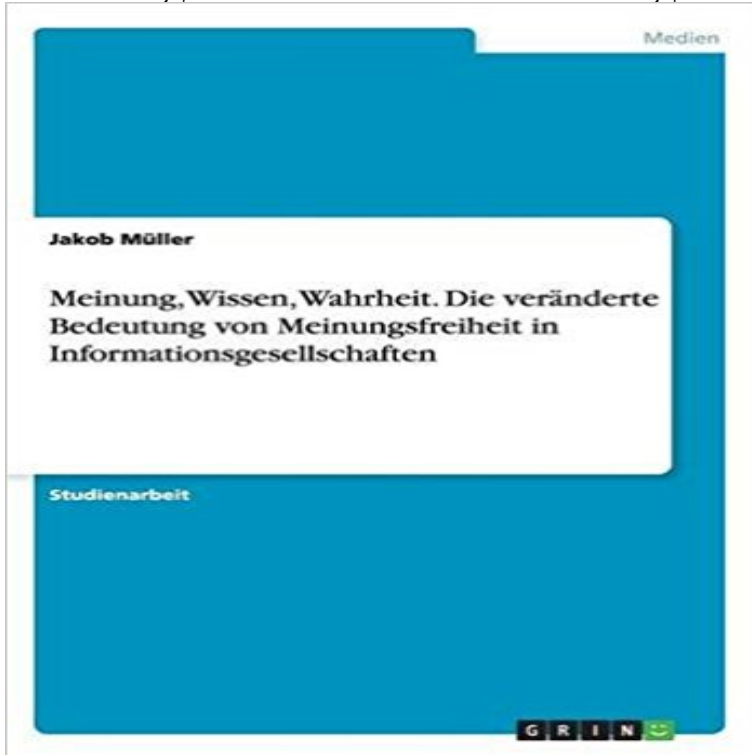 Medien
Jakob Müller
Meinung, Wissen, Wahrheit. Die veränderte
Bedeutung von Meinungsfreiheit in
Informationsgesellschaften
Studienarbeit
GRIN